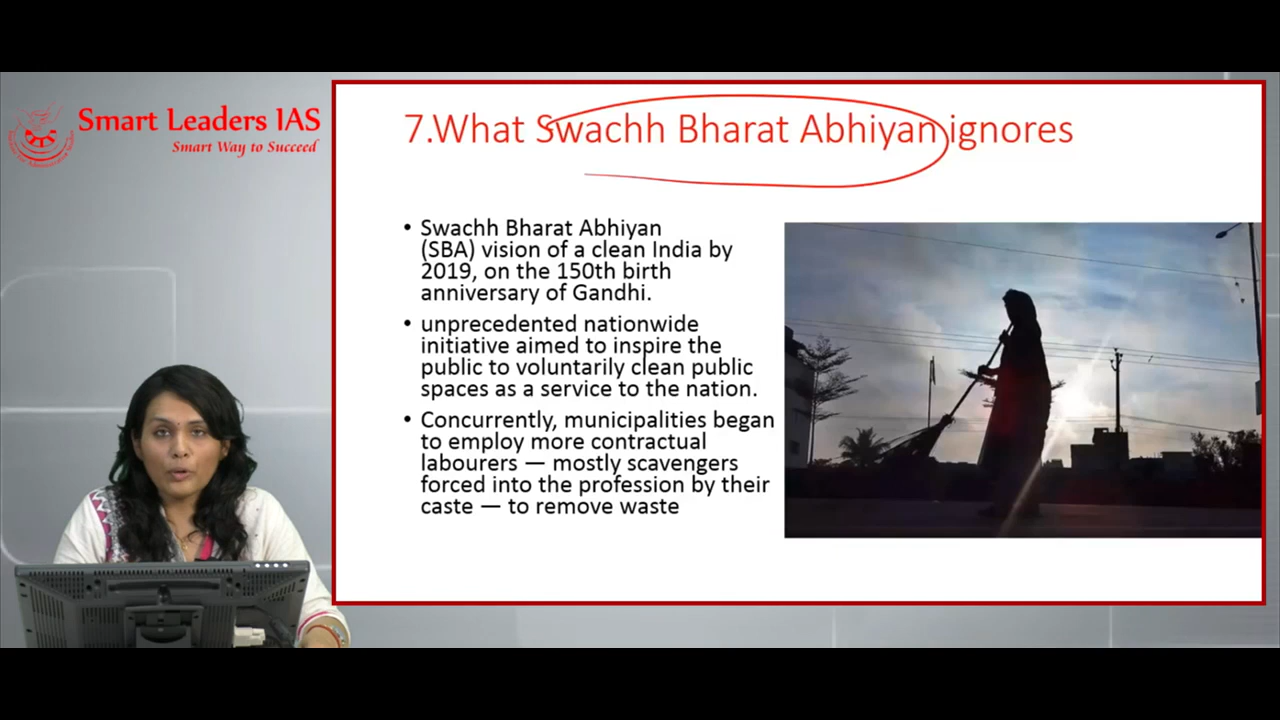 Smart Leaders IAS
Smart Way to Succeed
7.What Swachh Bharat Abhiyan ignores
• Swachh Bharat Abhiyan
(SBA) vision of a clean India by
2019, on the 150th birth
anniversary of Gandhi.
• unprecedented nationwide
initiative aimed to inspire the
public to voluntarily clean public
spaces as a service to the nation.
• Concurrently, municipalities began
to employ more contractual
labourers — mostly scavengers
forced into the profession by their
caste — to remove waste